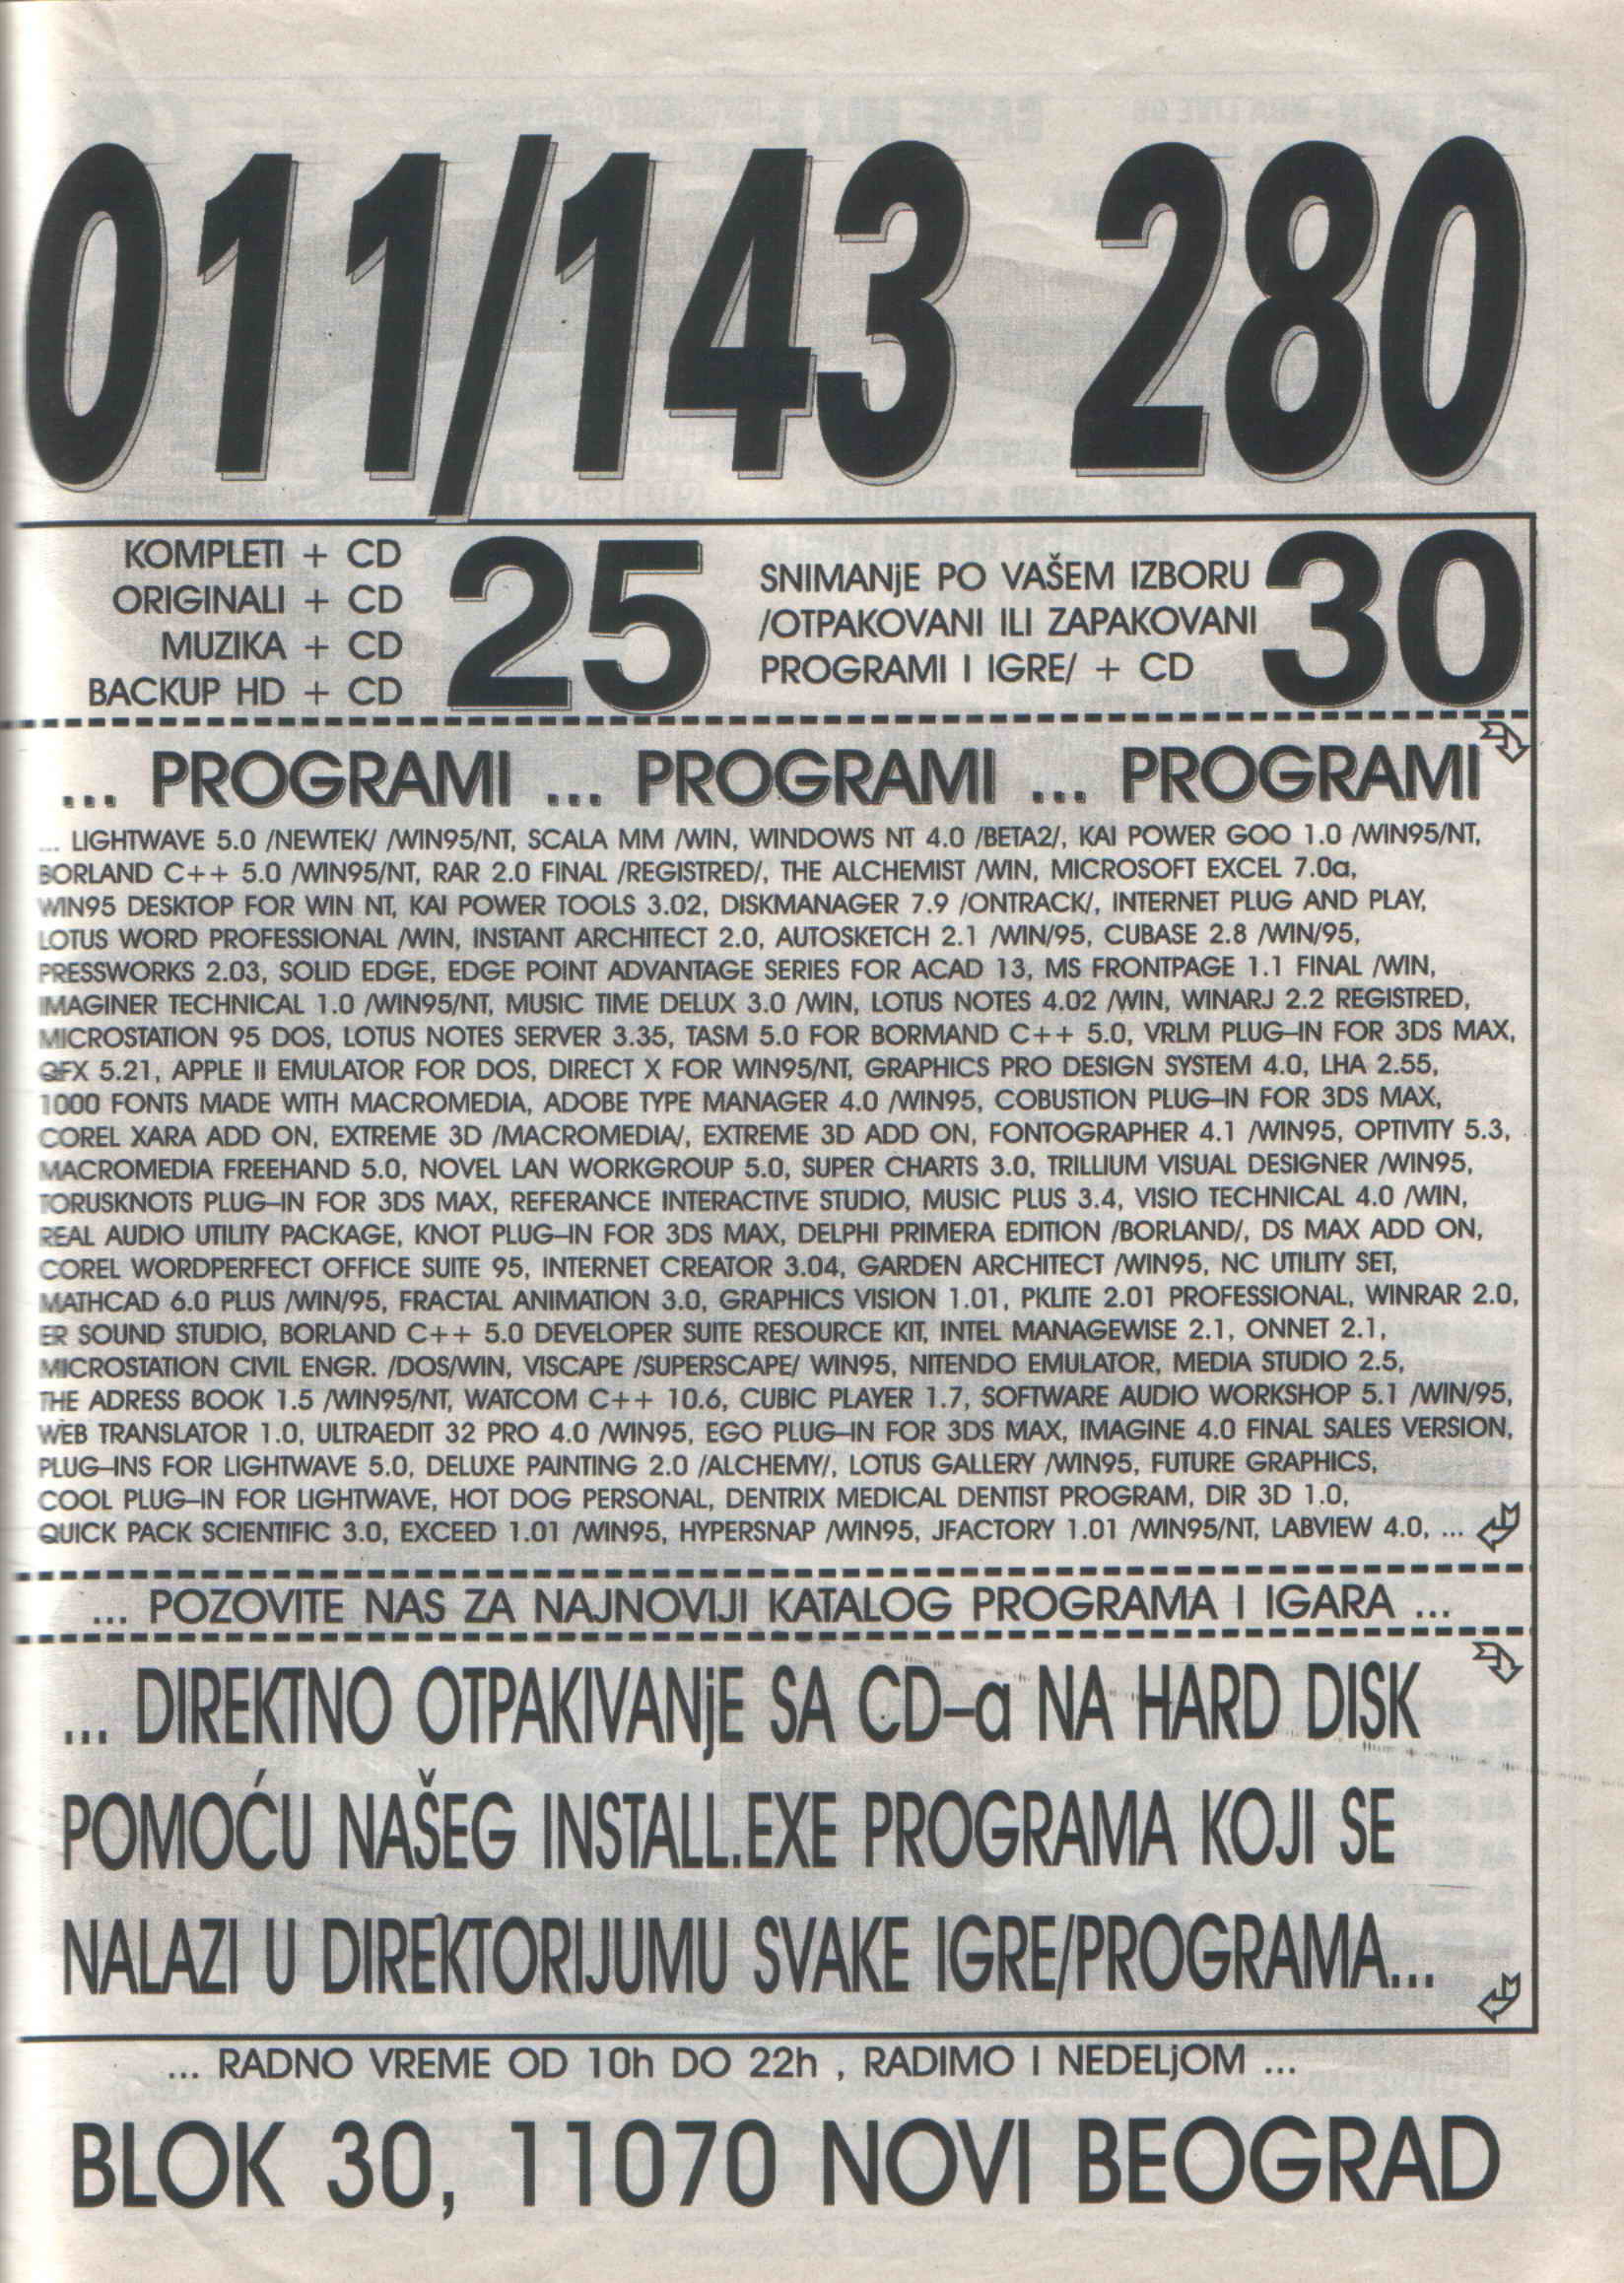 011/143 280
KOMPLETI + CD
ORIGINALI + CD
MUZIKA + CD
BACKUP HD + CD
25
SNIMANjE PO VAŠEM IZBORU
/OTPAKOVANI ILI ZAPAKOVANI
PROGRAMI I IGRE/ + CD
30
... PROGRAMI ... PROGRAMI ... PROGRAMI
... LIGHTWAVE 5.0 /NEWTEK/ /WIN95/NT, SCALA MM /WIN, WINDOWS NT 4.0 /BETA2/, KAI POWER GOO 1.0 /WIN95/NT,
BORLAND C++ 5.0 /WIN95/NT, RAR 2.0 FINAL /REGISTRED/, THE ALCHEMIST /WIN, MICROSOFT EXCEL 7.0a,
WIN95 DESKTOP FOR WIN NT, KAI POWER TOOLS 3.02, DISKMANAGER 7.9 /ONTRACK/, INTERNET PLUG AND PLAY,
LOTUS WORD PROFESSIONAL /WIN, INSTANT ARCHITECT 2.0, AUTOSKETCH 2.1 /WIN/95, CUBASE 2.8 /WIN/95,
PRESSWORKS 2.03, SOLID EDGE, EDGE POINT ADVANTAGE SERIES FOR ACAD 13, MS FRONTPAGE 1.1 FINAL /WIN,
IMAGINER TECHNICAL 1.0 /WIN95/NT, MUSIC TIME DELUX 3.0 /WIN, LOTUS NOTES 4.02 /WIN, WINARJ 2.2 REGISTRED,
MICROSTATION 95 DOS, LOTUS NOTES SERVER 3.35, TASM 5.0 FOR BORMAND C++ 5.0, VRLM PLUG-IN FOR 3DS MAX,
QFX 5.21, APPLE II EMULATOR FOR DOS, DIRECT X FOR WIN95/NT, GRAPHICS PRO DESIGN SYSTEM 4.0, LHA 2.55,
1000 FONTS MADE WITH MACROMEDIA, ADOBE TYPE MANAGER 4.0 /WIN95, COBUSTION PLUG-IN FOR 3DS MAX,
COREL XARA ADD ON, EXTREME 3D /MACROMEDIA/, EXTREME 3D ADD ON, FONTOGRAPHER 4.1 /WIN95, OPTIVITY 5.3,
MACROMEDIA FREEHAND 5.0, NOVEL LAN WORKGROUP 5.0, SUPER CHARTS 3.0, TRILLIUM VISUAL DESIGNER /WIN95,
TORUSKNOTS PLUG-IN FOR 3DS MAX, REFERANCE INTERACTIVE STUDIO, MUSIC PLUS 3.4, VISIO TECHNICAL 4.0 /WIN,
REAL AUDIO UTILITY PACKAGE, KNOT PLUG-IN FOR 3DS MAX, DELPHI PRIMERA EDITION /BORLAND/, DS MAX ADD ON,
COREL WORDPERFECT OFFICE SUITE 95, INTERNET CREATOR 3.04, GARDEN ARCHITECT /WIN95, NC UTILITY SET,
MATHCAD 6.0 PLUS /WIN/95, FRACTAL ANIMATION 3.0, GRAPHICS VISION 1.01, PKLITE 2.01 PROFESSIONAL, WINRAR 2.0,
ER SOUND STUDIO, BORLAND C++ 5.0 DEVELOPER SUITE RESOURCE KIT, INTEL MANAGEWISE 2.1, ONNET 2.1,
MICROSTATION CIVIL ENGR. /DOS/WIN, VISCAPE /SUPERSCAPE/ WIN95, NITENDO EMULATOR, MEDIA STUDIO 2.5,
THE ADRESS BOOK 1.5 /WIN95/NT, WATCOM C++ 10.6, CUBIC PLAYER 1.7, SOFTWARE AUDIO WORKSHOP 5.1 /WIN/95,
WEB TRANSLATOR 1.0, ULTRAEDIT 32 PRO 4.0 /WIN95, EGO PLUG-IN FOR 3DS MAX, IMAGINE 4.0 FINAL SALES VERSION,
PLUG-INS FOR LIGHTWAVE 5.0, DELUXE PAINTING 2.0 /ALCHEMY/, LOTUS GALLERY /WIN95, FUTURE GRAPHICS,
COOL PLUG-IN FOR LIGHTWAVE, HOT DOG PERSONAL, DENTRIX MEDICAL DENTIST PROGRAM, DIR 3D 1.0,
QUICK PACK SCIENTIFIC 3.0, EXCEED 1.01 /WIN95, HYPERSNAP /WIN95, JFACTORY 1.01 /WIN95/NT, LABVIEW 4.0, ...
... POZOVITE NAS ZA NAJNOVIJI KATALOG PROGRAMA I IGARA ...
... DIREKTNO OTPAKIVANjE SA CD-a NA HARD DISK
POMOĆU NAŠEG INSTALL.EXE PROGRAMA KOJI SE
NALAZI U DIREKTORIJUMU SVAKE IGRE/PROGRAMA...
... RADNO VREME OD 10h DO 22h , RADIMO I NEDELjOM ...
BLOK 30, 11070 NOVI BEOGRAD